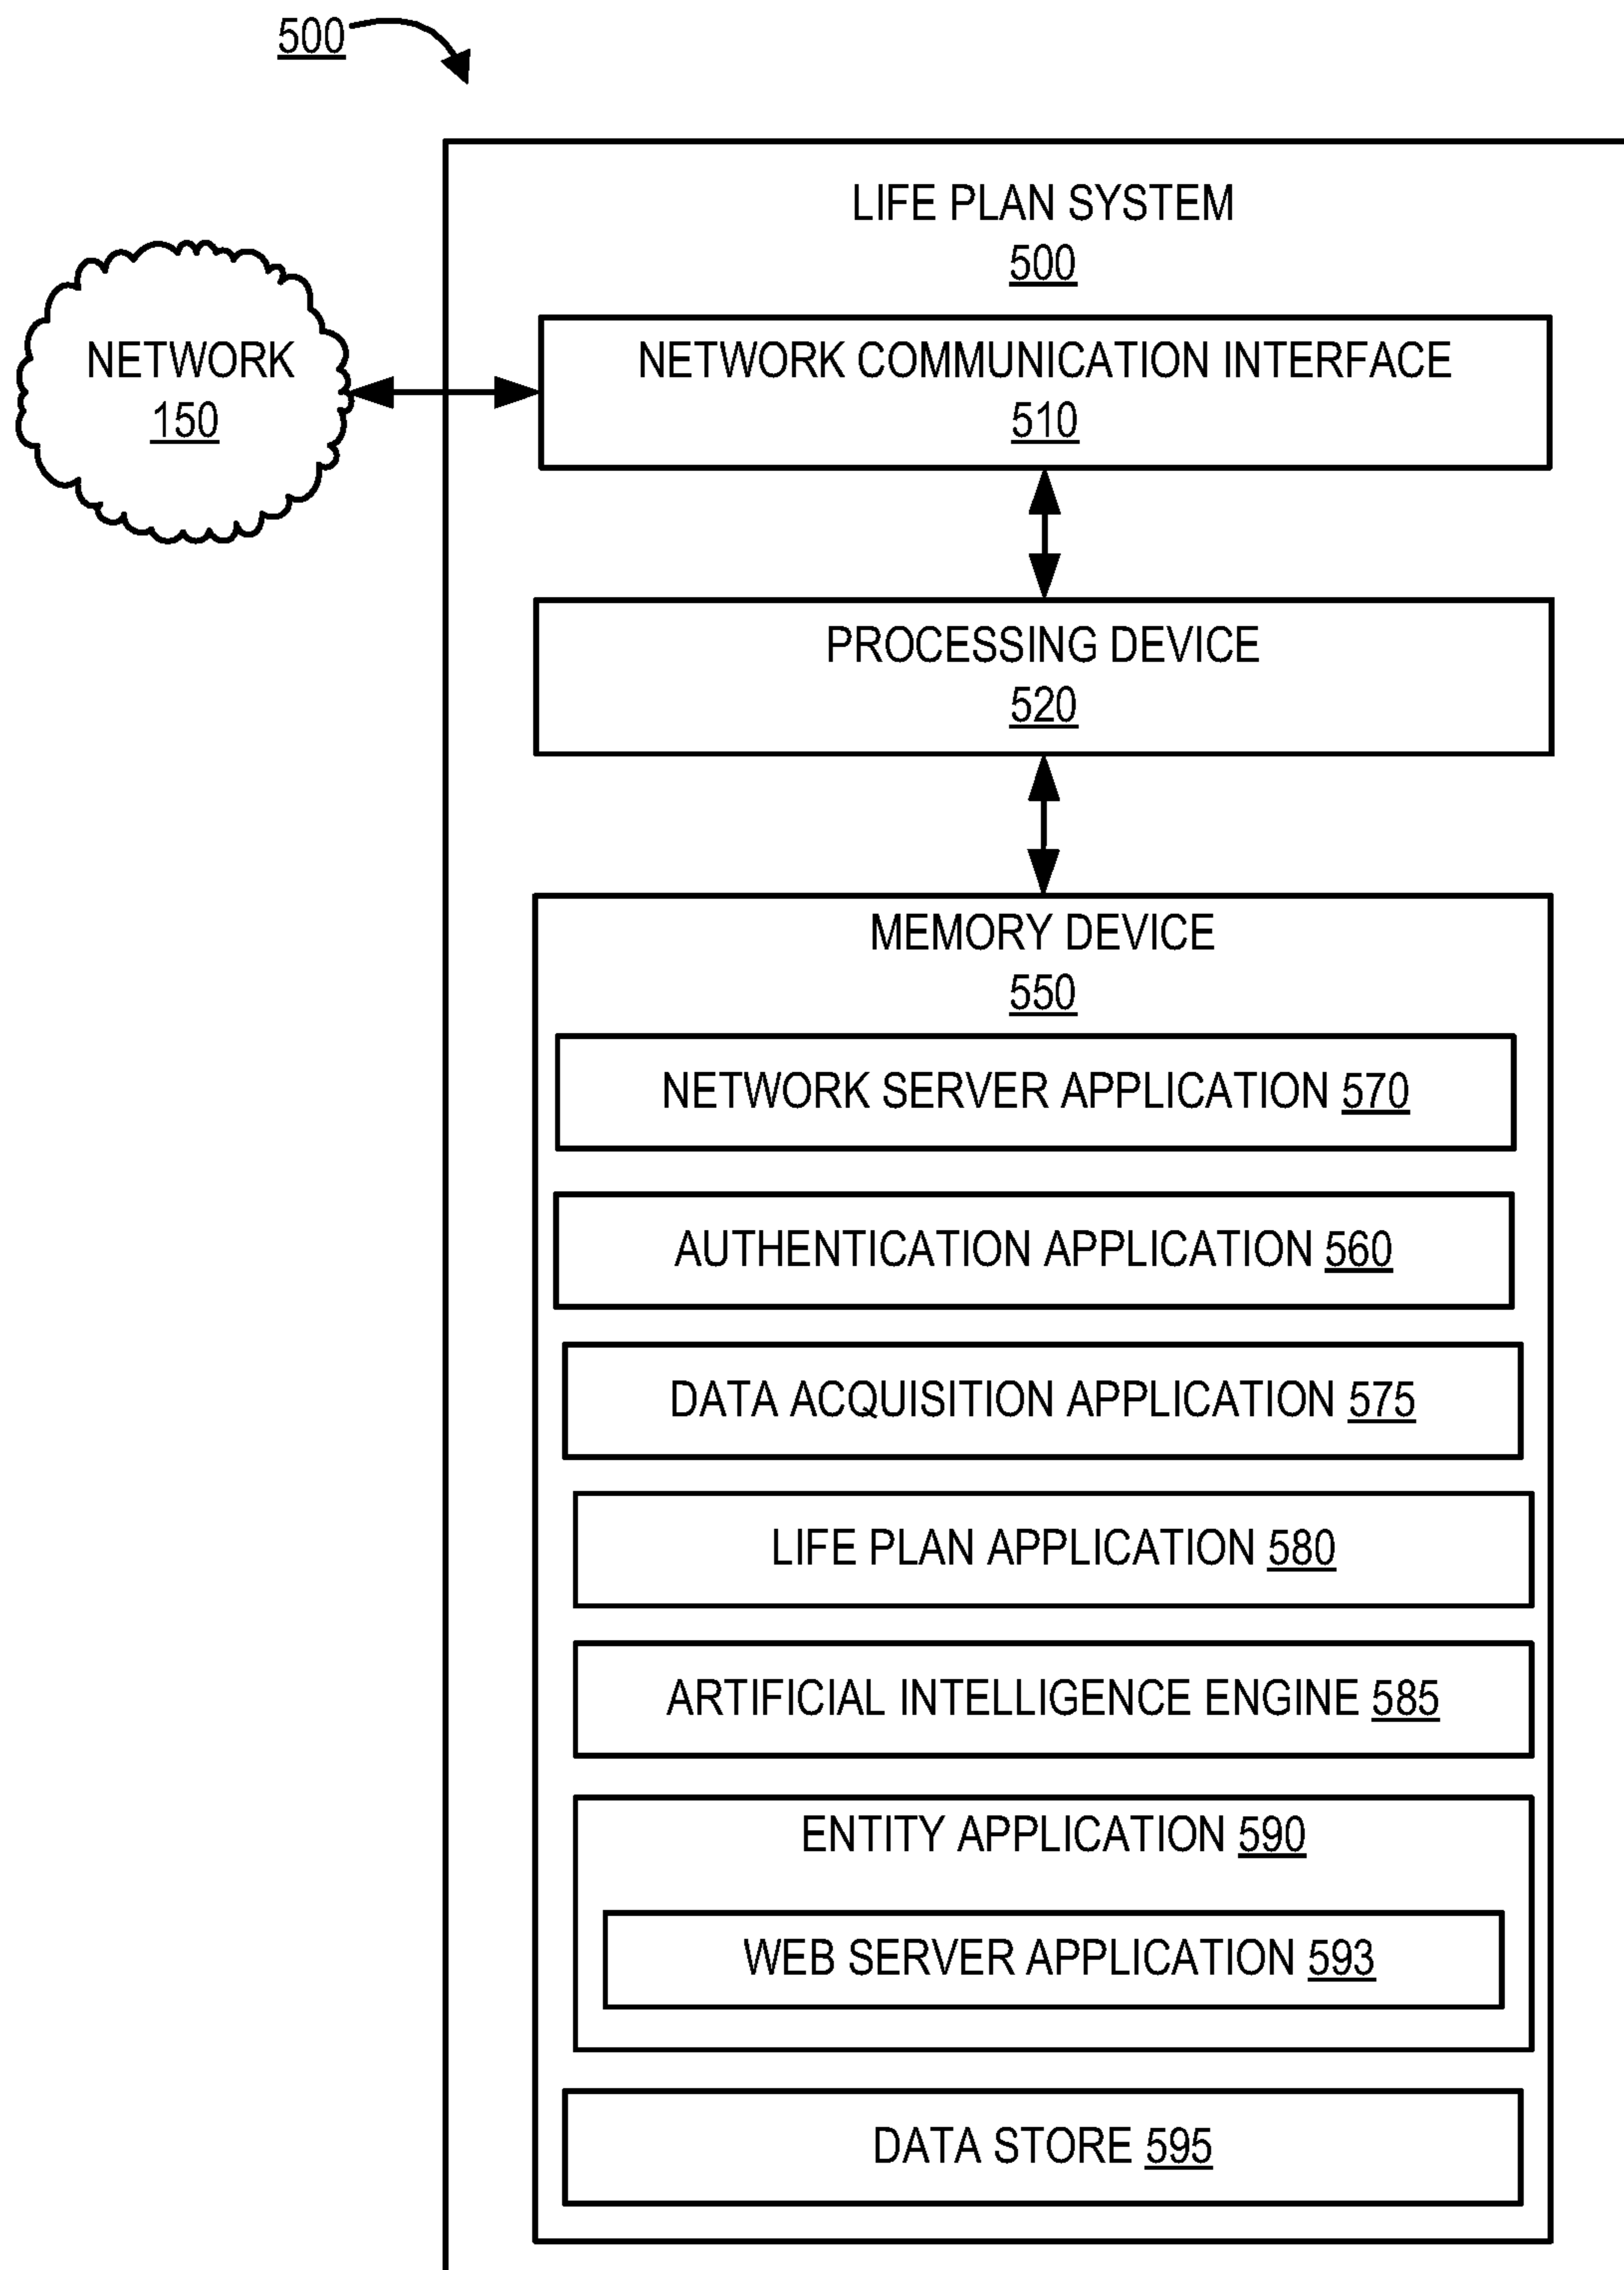 500
LIFE PLAN SYSTEM
500
NETWORK
150
NETWORK COMMUNICATION INTERFACE
510
PROCESSING DEVICE
520
MEMORY DEVICE
550
NETWORK SERVER APPLICATION 570
AUTHENTICATION APPLICATION 560
DATA ACQUISITION APPLICATION 575
LIFE PLAN APPLICATION 580
ARTIFICIAL INTELLIGENCE ENGINE 585
ENTITY APPLICATION 590
WEB SERVER APPLICATION 593
DATA STORE 595